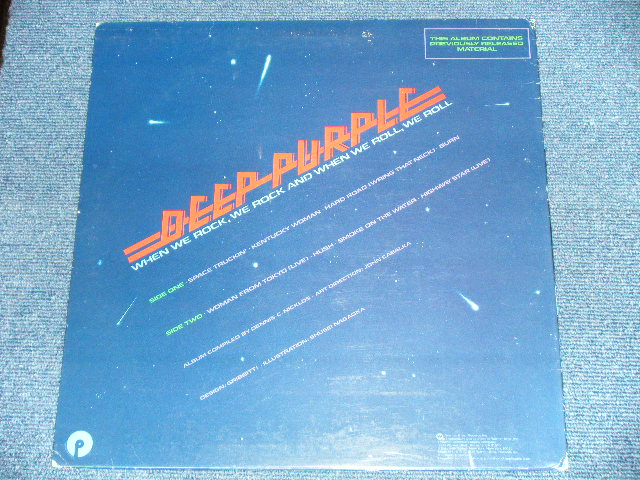 THIS ALBUM CONTAINS
PREVIOUSLY RELEASED
MATERIAL
DEEP PURPLE
WHEN WE ROCK, WE ROCK AND WHEN WE ROLL, WE ROLL
SIDE ONE · SPACE TRUCKIN' · KENTUCKY WOMAN · HARD ROAD (WRING THAT NECK) · BURN
SIDE TWO · WOMAN FROM TOKYO (LIVE) · HUSH · SMOKE ON THE WATER · HIGHWAY STAR (LIVE)
ALBUM COMPILED BY DENNIS C. NICKLOS · ART DIRECTION: JOHN CABALKA
DESIGN: GRIBBITT! · ILLUSTRATION: SHUSEI NAGAOKA
P